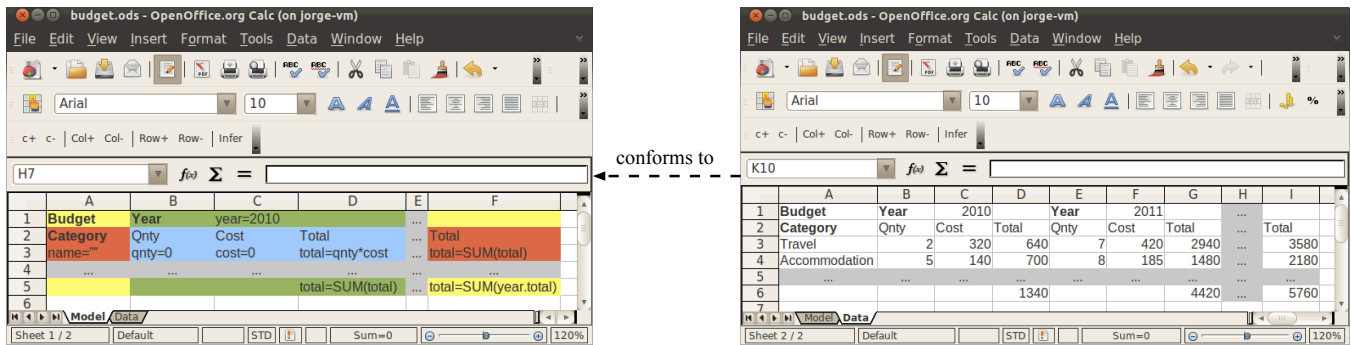 budget.ods - OpenOffice.org Calc (on jorge-vm)
File Edit View Insert Format Tools Data Window Help
PDF ABC ABC
Arial 10
c+ c- Col+ Col- Row+ Row- Infer
H7 f(x) Σ =
A B C D E F
1 Budget Year year=2010 ...
2 Category Qnty Cost Total ... Total
3 name="" qnty=0 cost=0 total=qnty*cost ... total=SUM(total)
4 ... ... ... ... ... ...
5 total=SUM(total) ... total=SUM(year.total)
6
Model Data
Sheet 1 / 2 Default STD Sum=0 120%
conforms to
budget.ods - OpenOffice.org Calc (on jorge-vm)
File Edit View Insert Format Tools Data Window Help
PDF ABC ABC
Arial 10 %
c+ c- Col+ Col- Row+ Row- Infer
K10 f(x) Σ =
A B C D E F G H I
1 Budget Year 2010 Year 2011 ...
2 Category Qnty Cost Total Qnty Cost Total ... Total
3 Travel 2 320 640 7 420 2940 ... 3580
4 Accommodation 5 140 700 8 185 1480 ... 2180
5 ... ... ... ... ... ... ... ... ...
6 1340 4420 ... 5760
7
Model Data
Sheet 2 / 2 Default STD Sum=0 120%